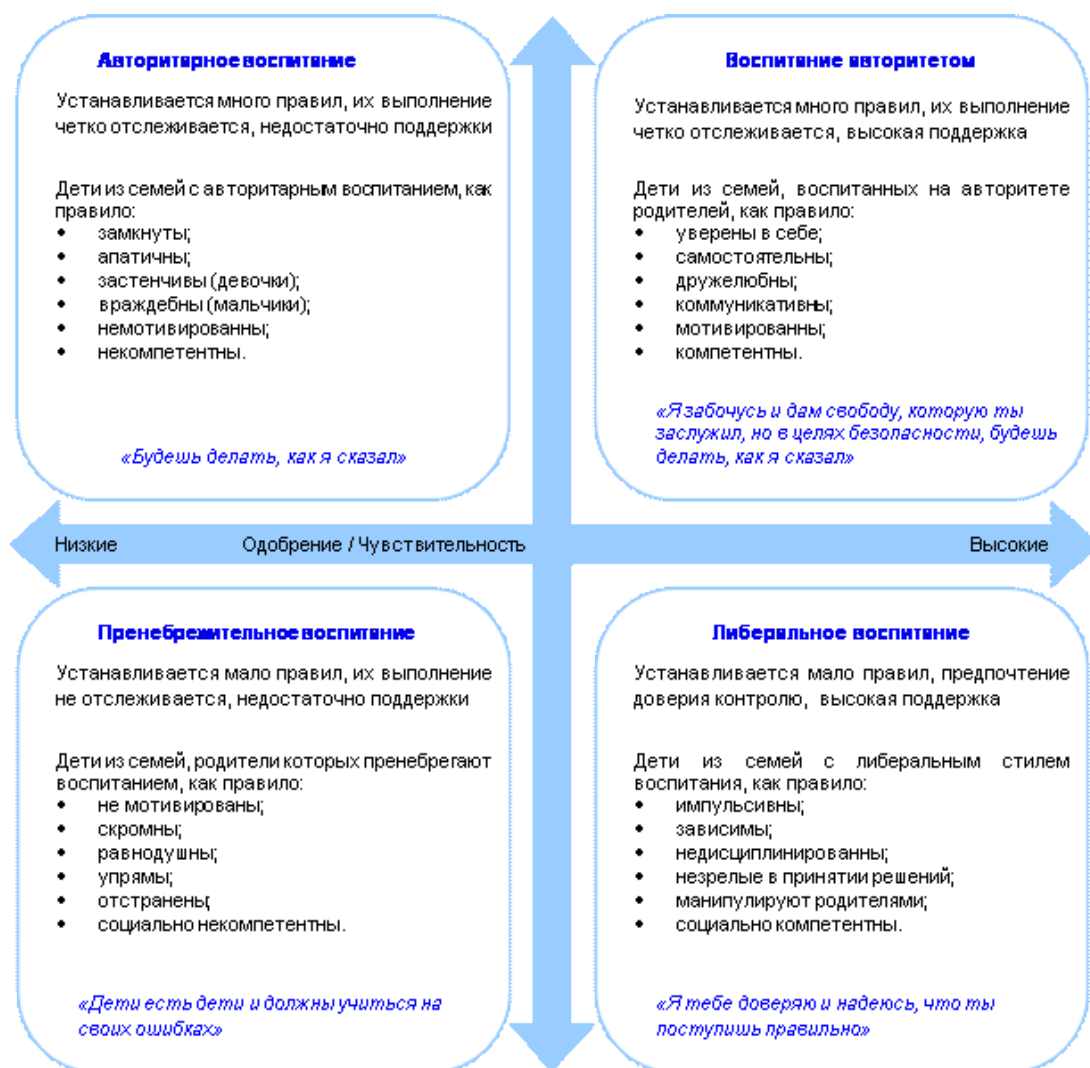 Авторитарное воспитание
Устанавливается много правил, их выполнение
четко отслеживается, недостаточно поддержки
Дети из семей с авторитарным воспитанием, как
правило:
• замкнуты;
• апатичны;
• застенчивы (девочки);
• враждебны (мальчики);
• немотивированны;
• некомпетентны.
«Будешь делать, как я сказал»
Воспитание авторитетом
Устанавливается много правил, их выполнение
четко отслеживается, высокая поддержка
Дети из семей, воспитанных на авторитете
родителей, как правило:
• уверены в себе;
• самостоятельны;
• дружелюбны;
• коммуникативны;
• мотивированны;
• компетентны.
«Я забочусь и дам свободу, которую ты
заслужил, но в целях безопасности, будешь
делать, как я сказал»
Низкие Одобрение / Чувствительность Высокие
Пренебрежительное воспитание
Устанавливается мало правил, их выполнение
не отслеживается, недостаточно поддержки
Дети из семей, родители которых пренебрегают
воспитанием, как правило:
• не мотивированы;
• скромны;
• равнодушны;
• упрямы;
• отстранены;
• социально некомпетентны.
«Дети есть дети и должны учиться на
своих ошибках»
Либеральное воспитание
Устанавливается мало правил, предпочтение
доверия контролю, высокая поддержка
Дети из семей с либеральным стилем
воспитания, как правило:
• импульсивны;
• зависимы;
• недисциплинированны;
• незрелые в принятии решений;
• манипулируют родителями;
• социально компетентны.
«Я тебе доверяю и надеюсь, что ты
поступишь правильно»